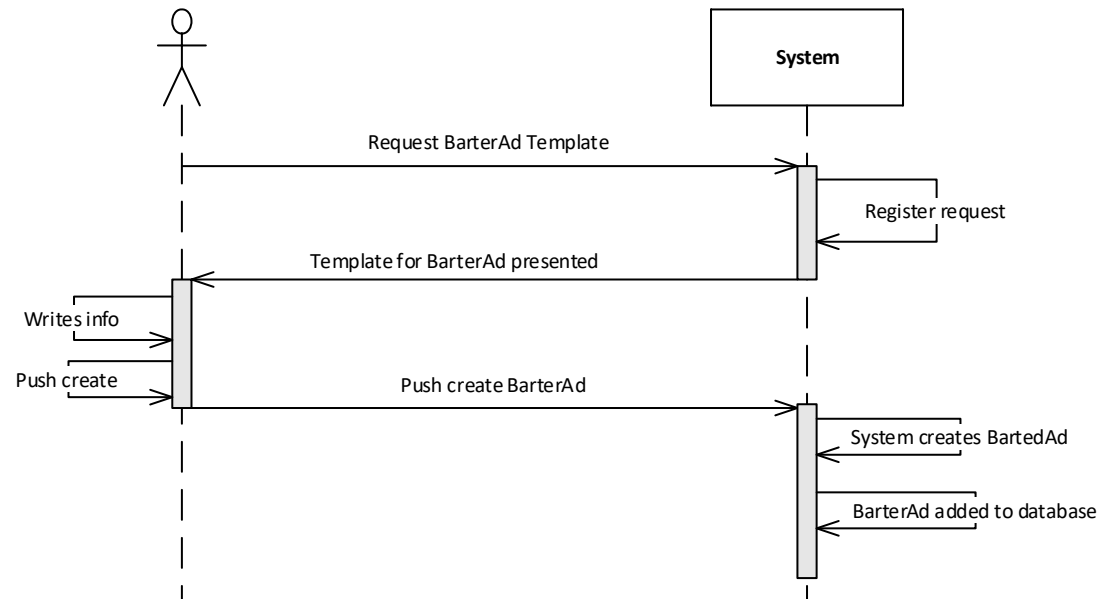 System
Request BarterAd Template
Register request
Template for BarterAd presented
Writes info
Push create
Push create BarterAd
System creates BartedAd
BarterAd added to database